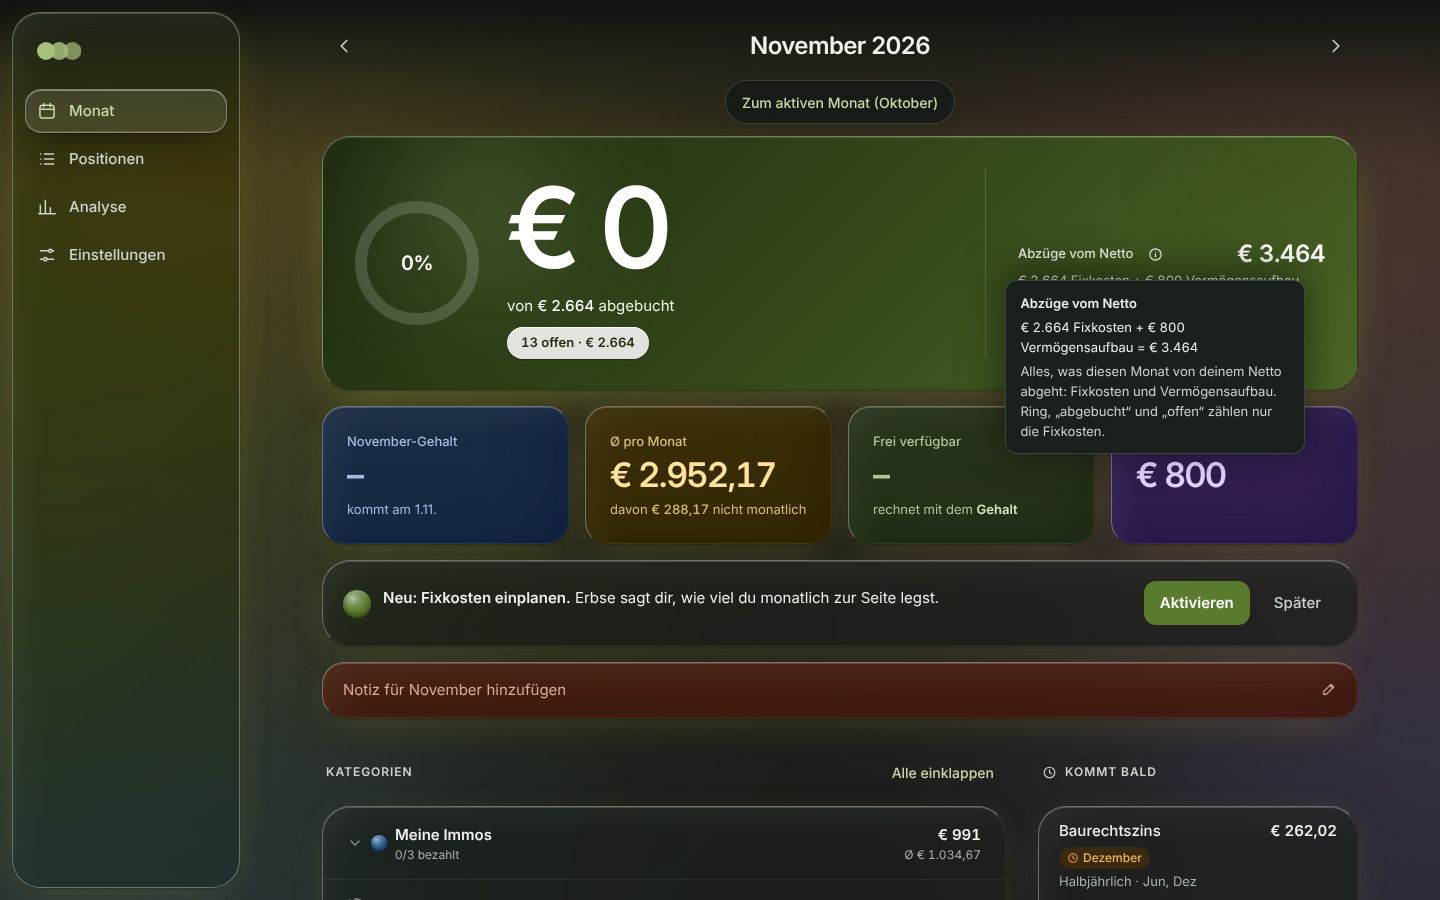 November 2026
Zum aktiven Monat (Oktober)
Monat
Positionen
Analyse
Einstellungen
0%
€ 0
von € 2.664 abgebucht
13 offen · € 2.664
Abzüge vom Netto
€ 3.464
€ 2.664 Fixkosten + € 800 Vermögensaufbau
Abzüge vom Netto
€ 2.664 Fixkosten + € 800
Vermögensaufbau = € 3.464
Alles, was diesen Monat von deinem Netto
abgeht: Fixkosten und Vermögensaufbau.
Ring, „abgebucht“ und „offen“ zählen nur
die Fixkosten.
November-Gehalt
–
kommt am 1.11.
Ø pro Monat
€ 2.952,17
davon € 288,17 nicht monatlich
Frei verfügbar
–
rechnet mit dem Gehalt
€ 800
Neu: Fixkosten einplanen. Erbse sagt dir, wie viel du monatlich zur Seite legst.
Aktivieren
Später
Notiz für November hinzufügen
KATEGORIEN
Alle einklappen
KOMMT BALD
Meine Immos
€ 991
0/3 bezahlt
Ø € 1.034,67
Baurechtszins
€ 262,02
Dezember
Halbjährlich · Jun, Dez